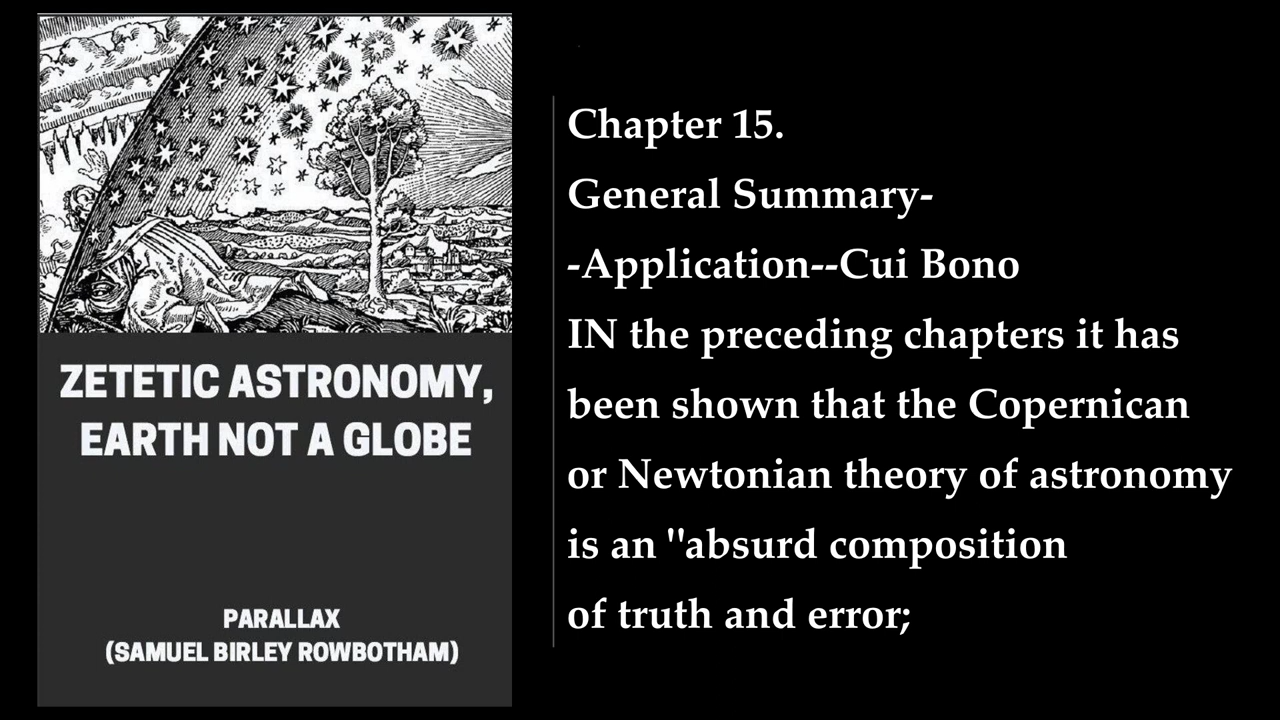 ZETETIC ASTRONOMY,
EARTH NOT A GLOBE
PARALLAX
(SAMUEL BIRLEY ROWBOTHAM)
Chapter 15.
General Summary-
-Application--Cui Bono
IN the preceding chapters it has
been shown that the Copernican
or Newtonian theory of astronomy
is an "absurd composition
of truth and error;